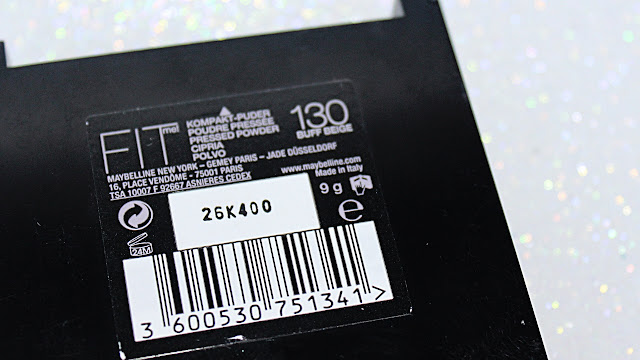 FIT me!
KOMPAKT-PUDER
POUDRE PRESSÉE
PRESSED POWDER
CIPRIA
POLVO
130
BUFF BEIGE
MAYBELLINE NEW YORK – GEMEY PARIS – JADE DÜSSELDORF
16, PLACE VENDÔME - 75001 PARIS
TSA 10007 F 92667 ASNIERES CEDEX
www.maybelline.com
Made in Italy
9 g
e
26K400
24M
3 600530 751341 >